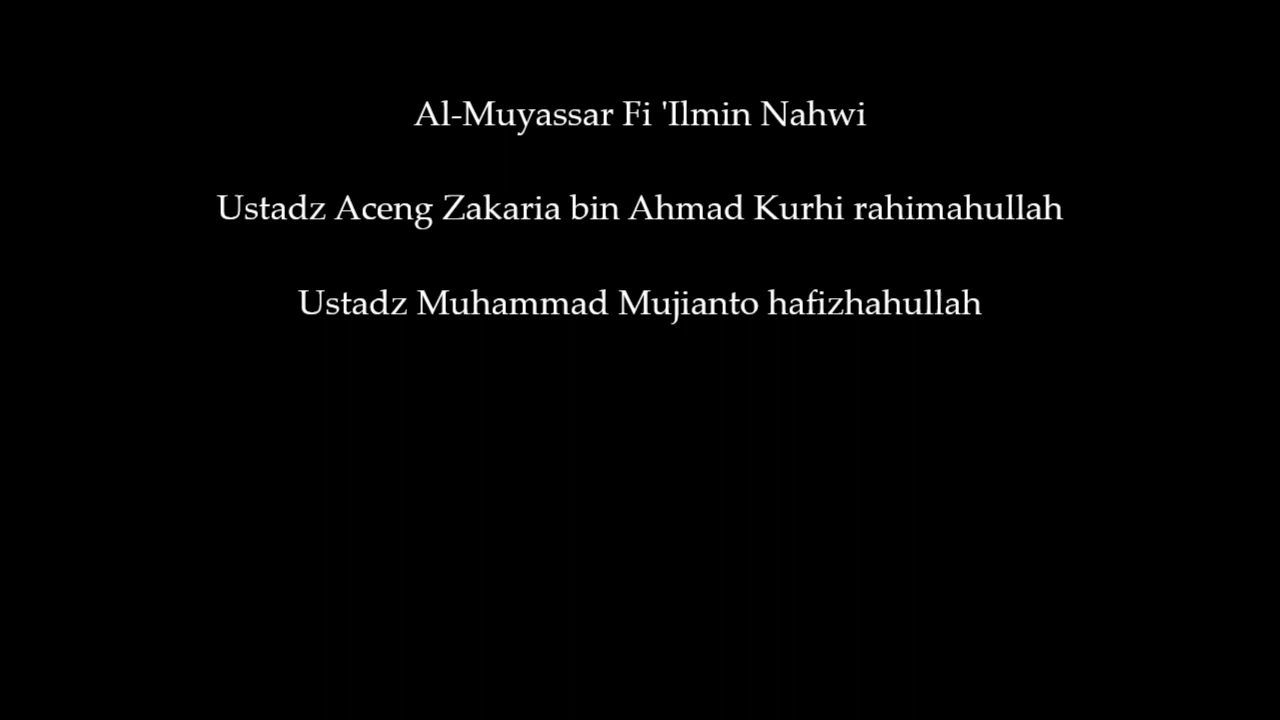 Al-Muyassar Fi 'Ilmin Nahwi
Ustadz Aceng Zakaria bin Ahmad Kurhi rahimahullah
Ustadz Muhammad Mujianto hafizhahullah